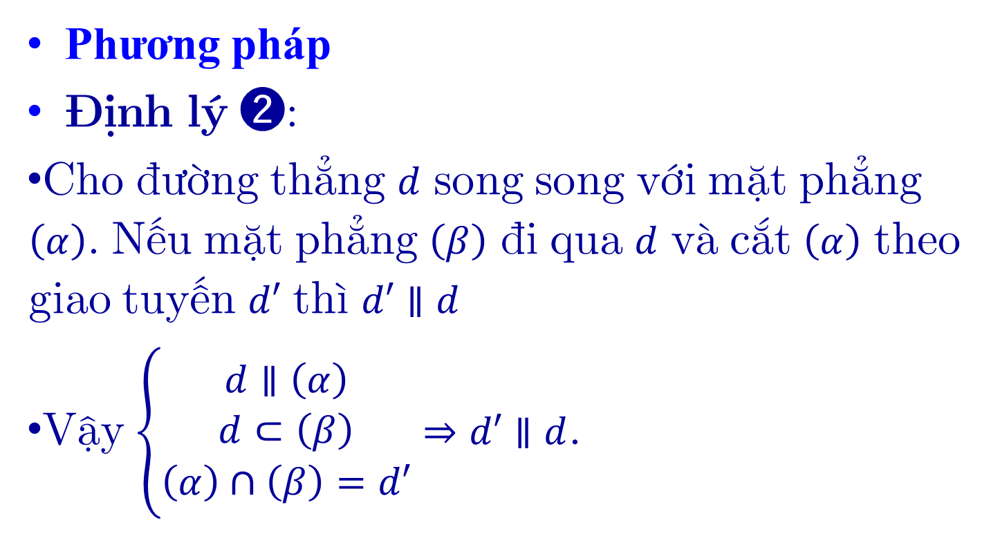 • Phương pháp
• Định lý ❷:
•Cho đường thẳng d song song với mặt phẳng
(α). Nếu mặt phẳng (β) đi qua d và cắt (α) theo
giao tuyến d′ thì d′ ∥ d
d ∥ (α)
d ⊂ (β)
•Vậy { ⇒ d′ ∥ d.
(α) ∩ (β) = d′